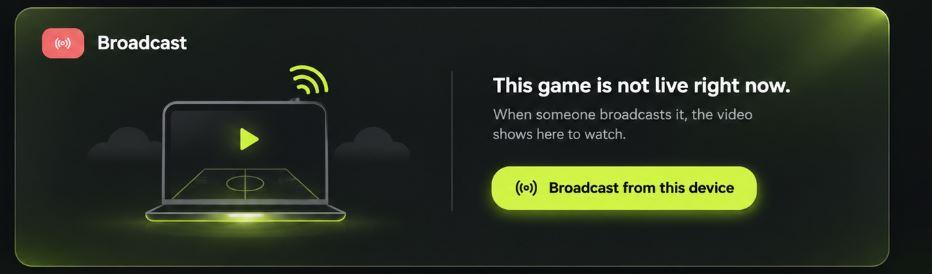 Broadcast
This game is not live right now.
When someone broadcasts it, the video
shows here to watch.
Broadcast from this device